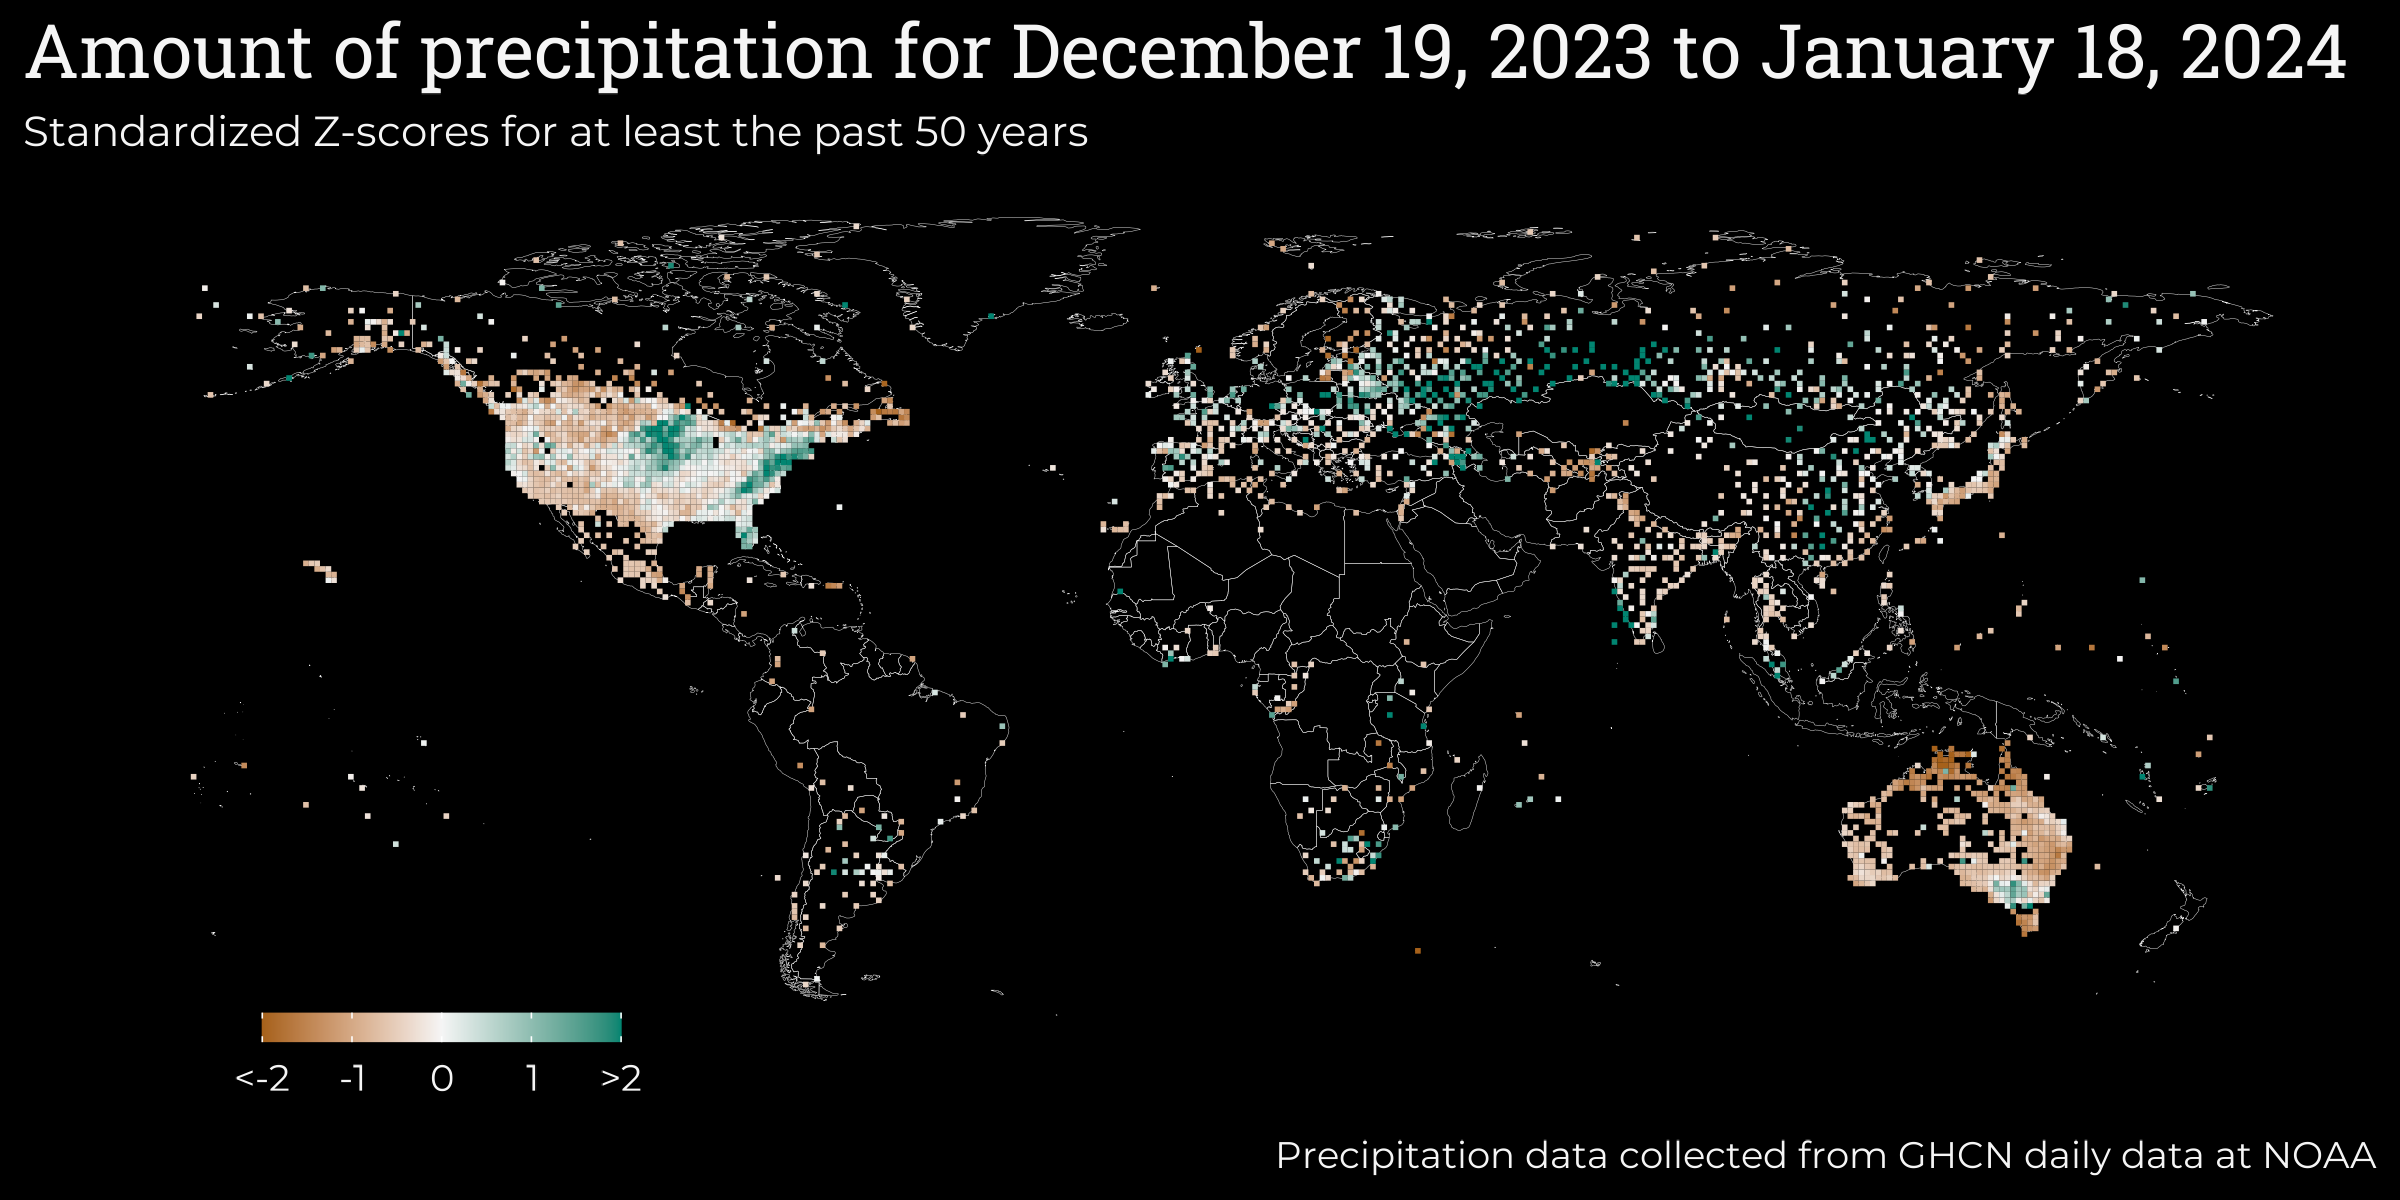 Amount of precipitation for December 19, 2023 to January 18, 2024
Standardized Z-scores for at least the past 50 years
<-2 -1 0 1 >2
Precipitation data collected from GHCN daily data at NOAA